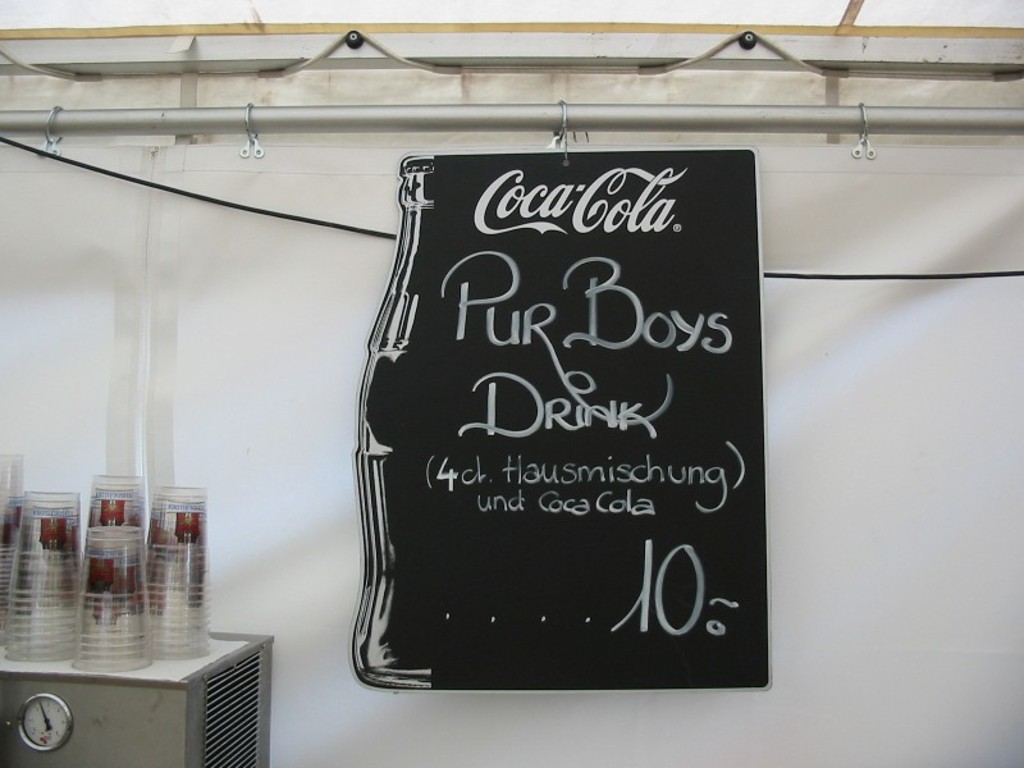 Coca-Cola®
Pur Boys
Drink
(4cl. Hausmischung)
und Coca Cola
.....10.-